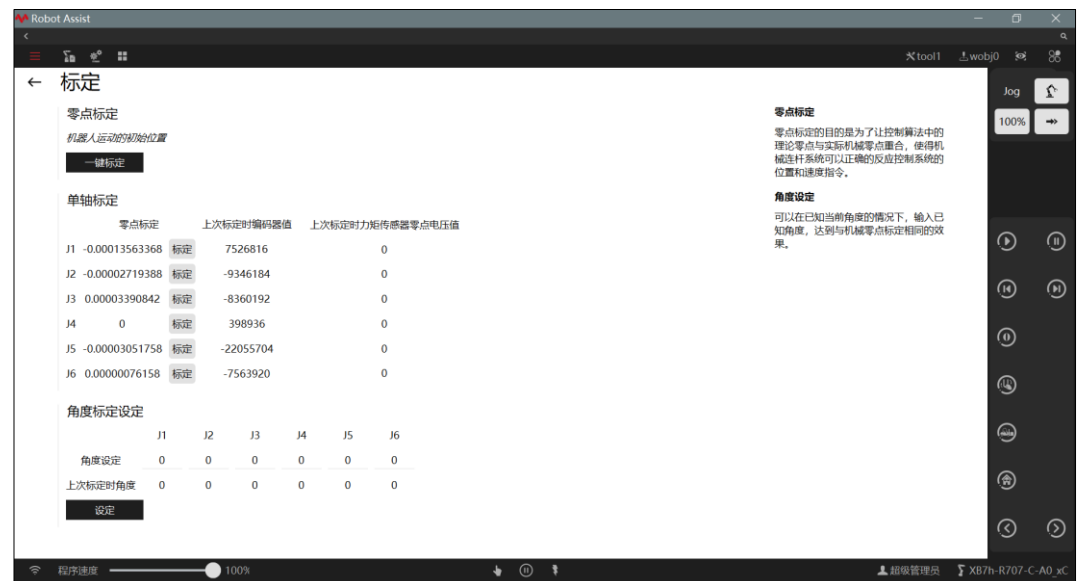 Robot Assist
tool1 wobj0
标定
零点标定
机器人运动的初始位置
一键标定
单轴标定
零点标定 上次标定时编码器值 上次标定时力矩传感器零点电压值
J1 -0.00013563368 标定 7526816 0
J2 -0.00002719388 标定 -9346184 0
J3 0.00003390842 标定 -8360192 0
J4 0 标定 398936 0
J5 -0.00003051758 标定 -22055704 0
J6 0.00000076158 标定 -7563920 0
角度标定设定
J1 J2 J3 J4 J5 J6
角度设定 0 0 0 0 0 0
上次标定时角度 0 0 0 0 0 0
设定
零点标定
零点标定的目的是为了让控制算法中的
理论零点与实际机械零点重合，使得机
械连杆系统可以正确的反应控制系统的
位置和速度指令。
角度设定
可以在已知当前角度的情况下，输入已
知角度，达到与机械零点标定相同的效
果。
Jog
100%
程序速度 100%
超级管理员 XB7h-R707-C-A0_xC